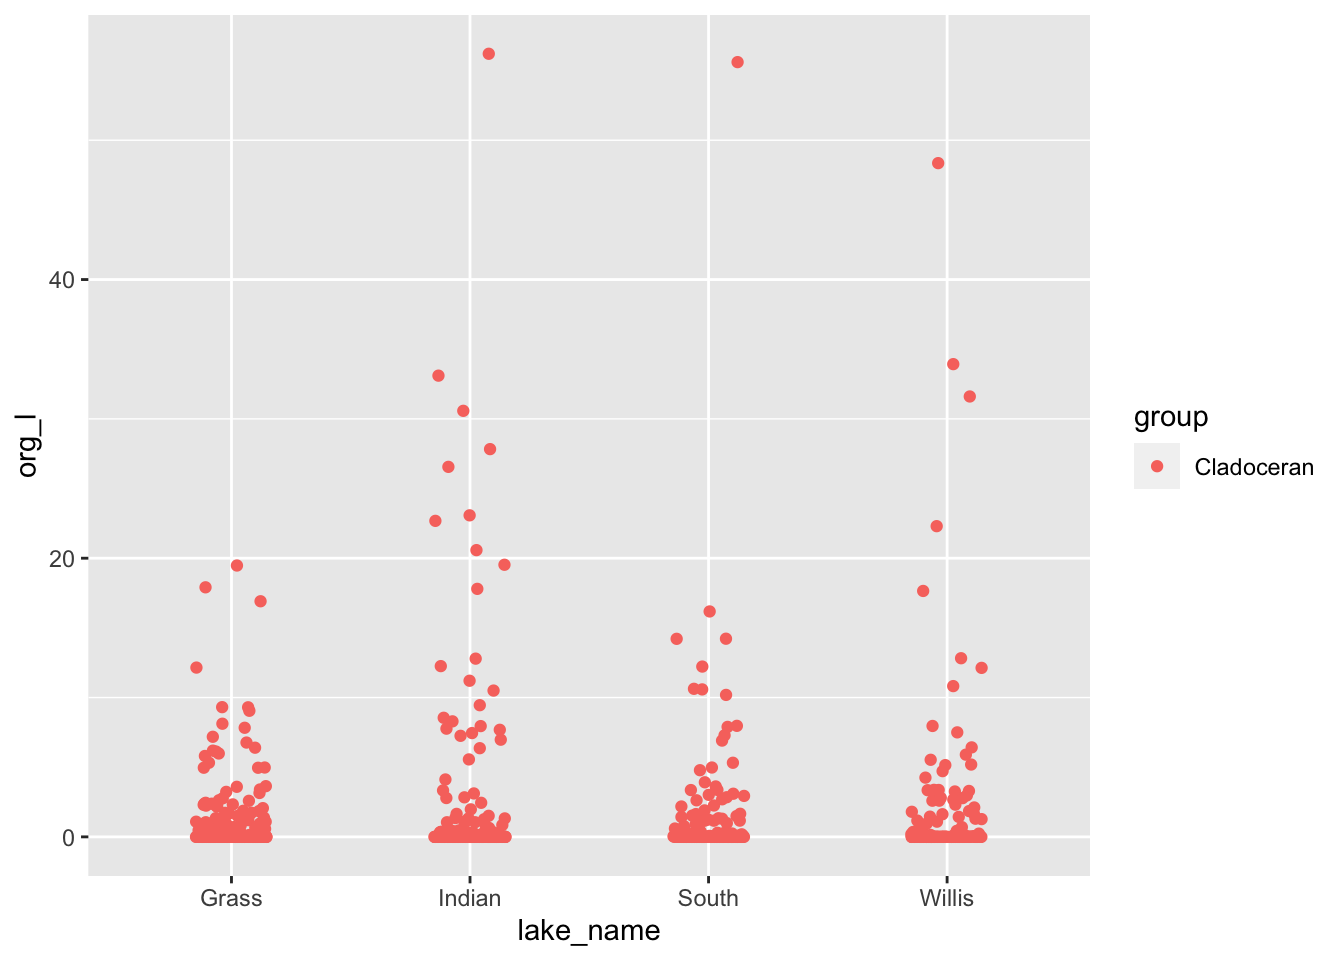 40
20
0
org_l
Grass
Indian
South
Willis
lake_name
group
Cladoceran